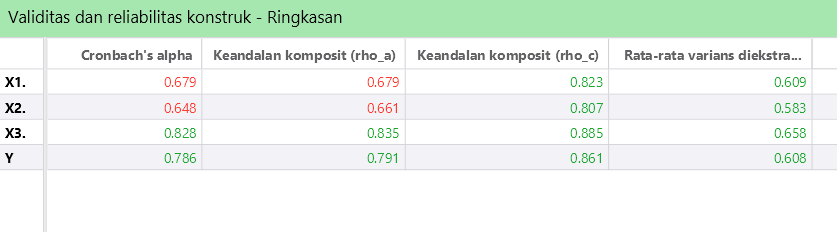 Validitas dan reliabilitas konstruk - Ringkasan
Cronbach's alpha Keandalan komposit (rho_a) Keandalan komposit (rho_c) Rata-rata varians diekstra...
X1. 0.679 0.679 0.823 0.609
X2. 0.648 0.661 0.807 0.583
X3. 0.828 0.835 0.885 0.658
Y 0.786 0.791 0.861 0.608